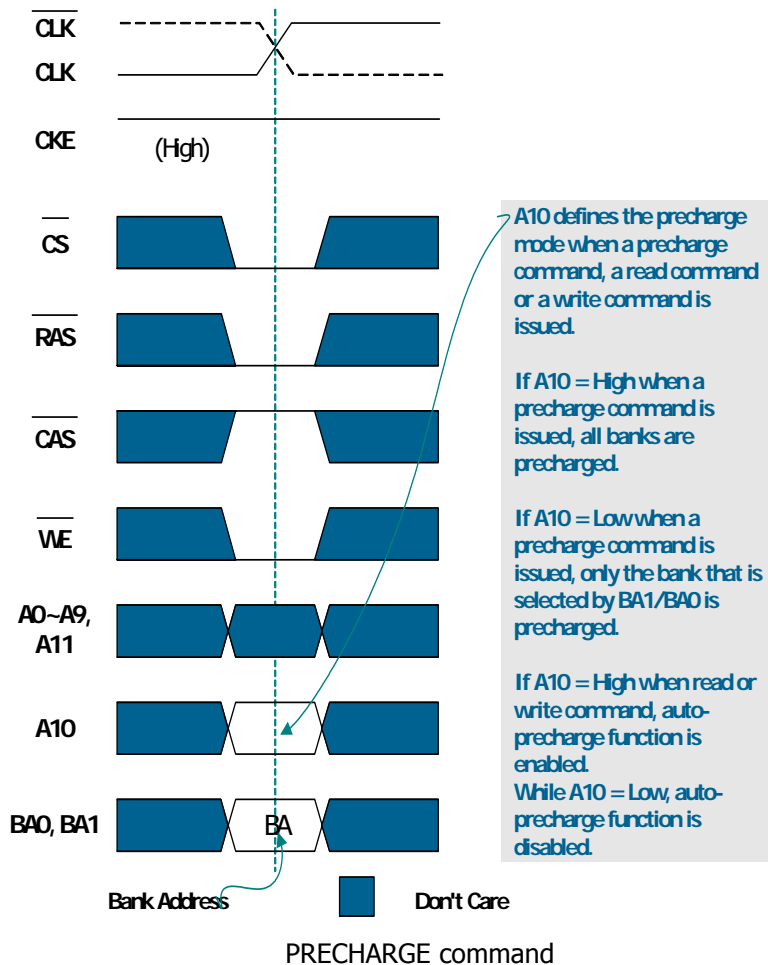 CLK
CLK
CKE
(High)
CS
RAS
CAS
WE
A0~A9,
A11
A10
BA0, BA1
BA
Bank Address
Don't Care
A10 defines the precharge
mode when a precharge
command, a read command
or a write command is
issued.
If A10 = High when a
precharge command is
issued, all banks are
precharged.
If A10 = Low when a
precharge command is
issued, only the bank that is
selected by BA1/BA0 is
precharged.
If A10 = High when read or
write command, auto-
precharge function is
enabled.
While A10 = Low, auto-
precharge function is
disabled.
PRECHARGE command